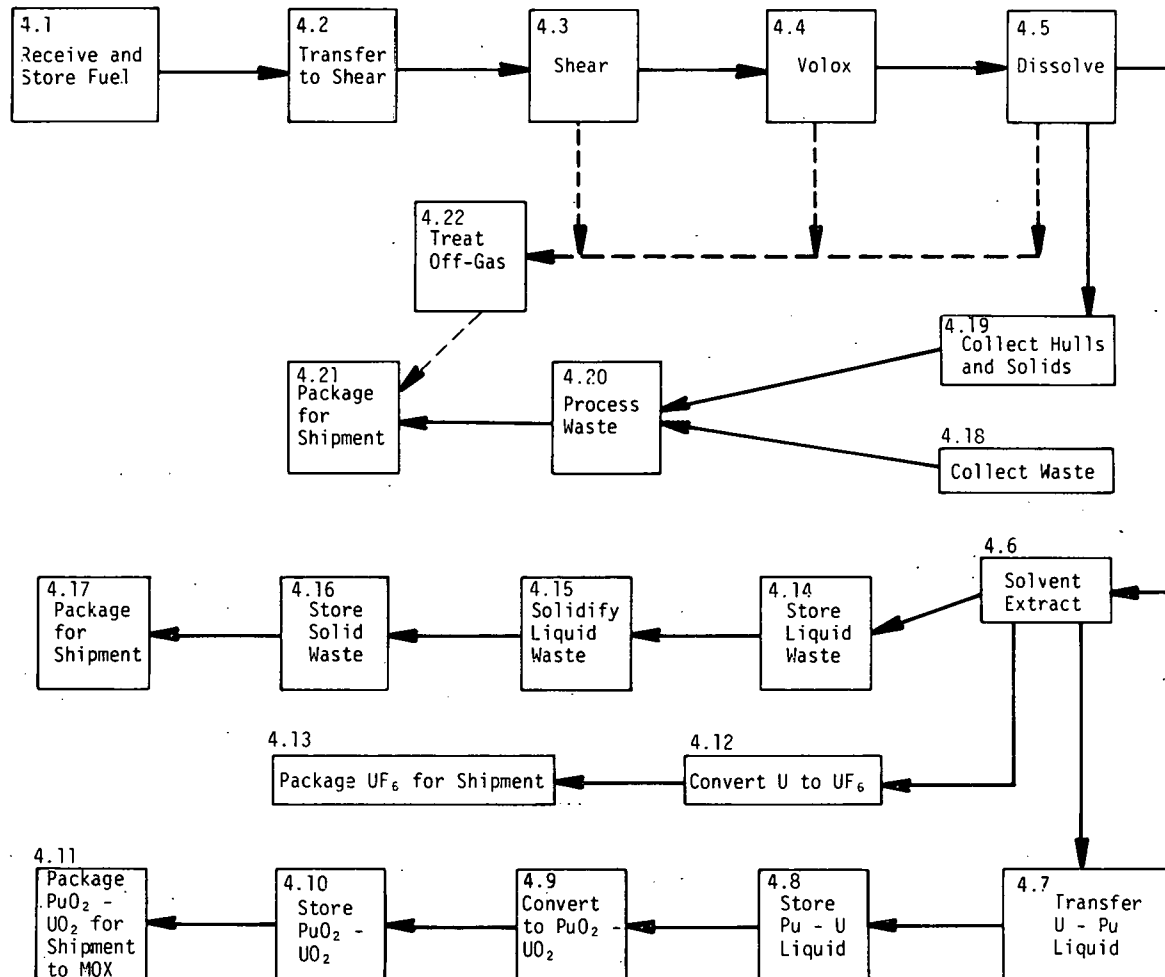 4.1
Receive and
Store Fuel
4.2
Transfer
to Shear
4.3
Shear
4.4
Volox
4.5
Dissolve
4.22
Treat
Off-Gas
4.21
Package
for
Shipment
4.20
Process
Waste
4.19
Collect Hulls
and Solids
4.18
Collect Waste
4.6
Solvent
Extract
4.17
Package
for
Shipment
4.16
Store
Solid
Waste
4.15
Solidify
Liquid
Waste
4.14
Store
Liquid
Waste
4.13
Package UF₆ for Shipment
4.12
Convert U to UF₆
4.11
Package
PuO₂ -
UO₂ for
Shipment
to MOX
4.10
Store
PuO₂ -
UO₂
4.9
Convert
to PuO₂ -
UO₂
4.8
Store
Pu - U
Liquid
4.7
Transfer
U - Pu
Liquid